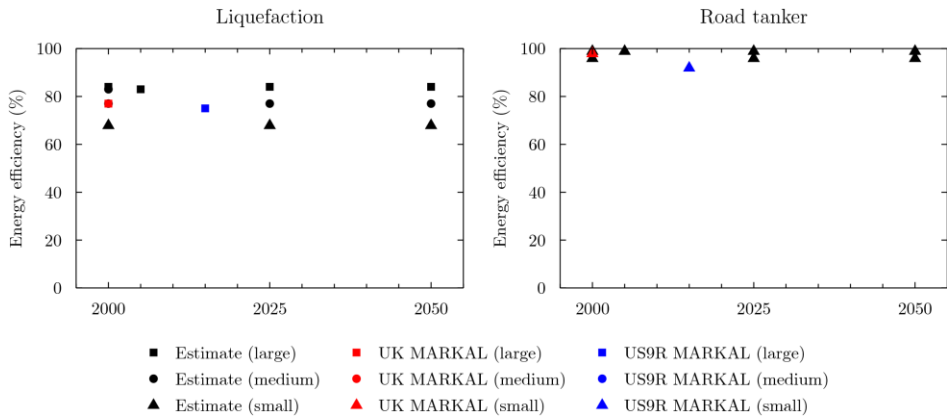 Liquefaction
Road tanker
Energy efficiency (%)
100
80
60
40
20
0
2000
2025
2050
Energy efficiency (%)
100
80
60
40
20
0
2000
2025
2050
Estimate (large)
UK MARKAL (large)
US9R MARKAL (large)
Estimate (medium)
UK MARKAL (medium)
US9R MARKAL (medium)
Estimate (small)
UK MARKAL (small)
US9R MARKAL (small)